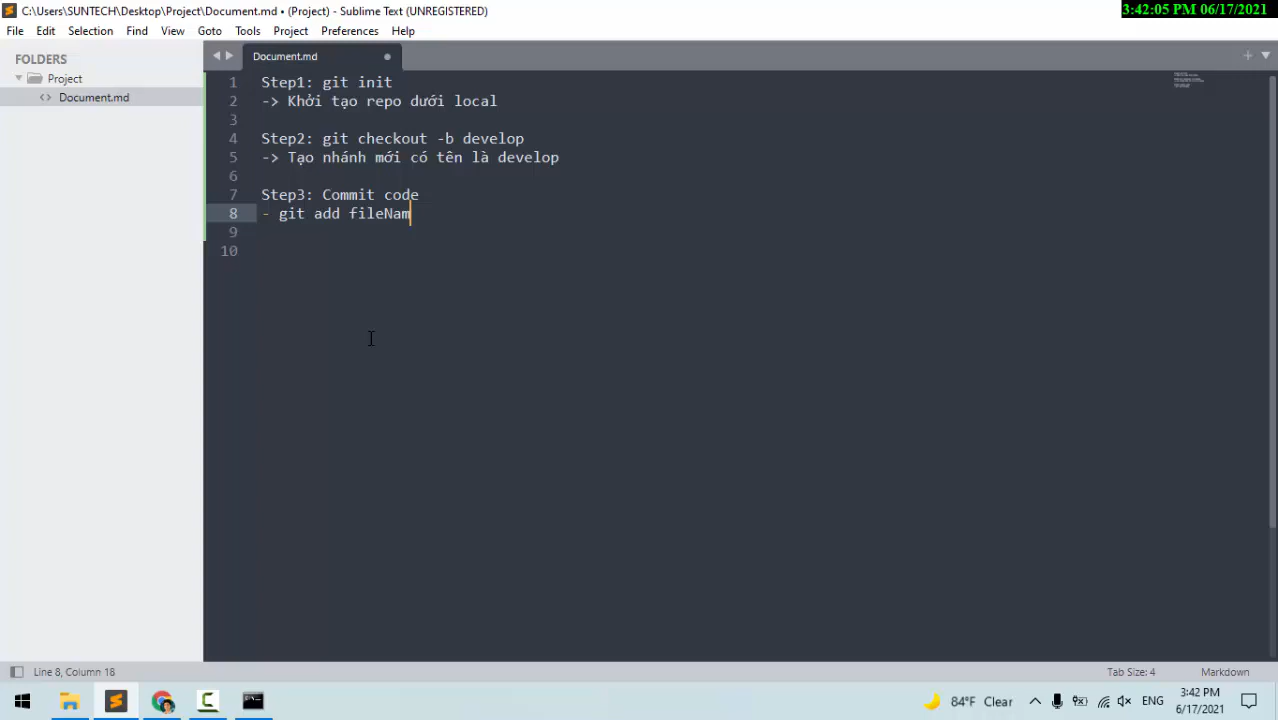 C:\Users\SUNTECH\Desktop\Project\Document.md • (Project) - Sublime Text (UNREGISTERED)
3:42:05 PM 06/17/2021
File Edit Selection Find View Goto Tools Project Preferences Help
FOLDERS
Project
<> Document.md
Document.md
1 Step1: git init
2 -> Khởi tạo repo dưới local
3
4 Step2: git checkout -b develop
5 -> Tạo nhánh mới có tên là develop
6
7 Step3: Commit code
8 - git add fileNam
9
10
Line 8, Column 18
Tab Size: 4
Markdown
84°F Clear
ENG
3:42 PM
6/17/2021